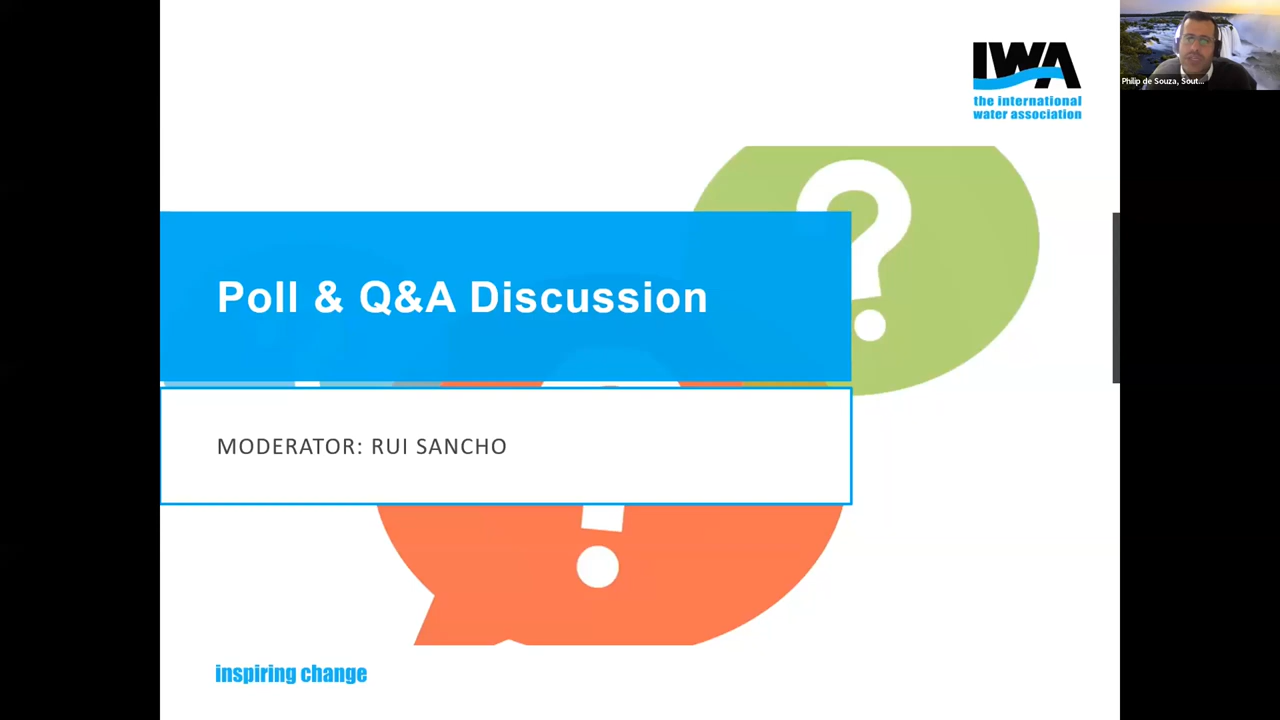 IWA
the international
water association
Philip de Souza, Sout...
Poll & Q&A Discussion
MODERATOR: RUI SANCHO
inspiring change